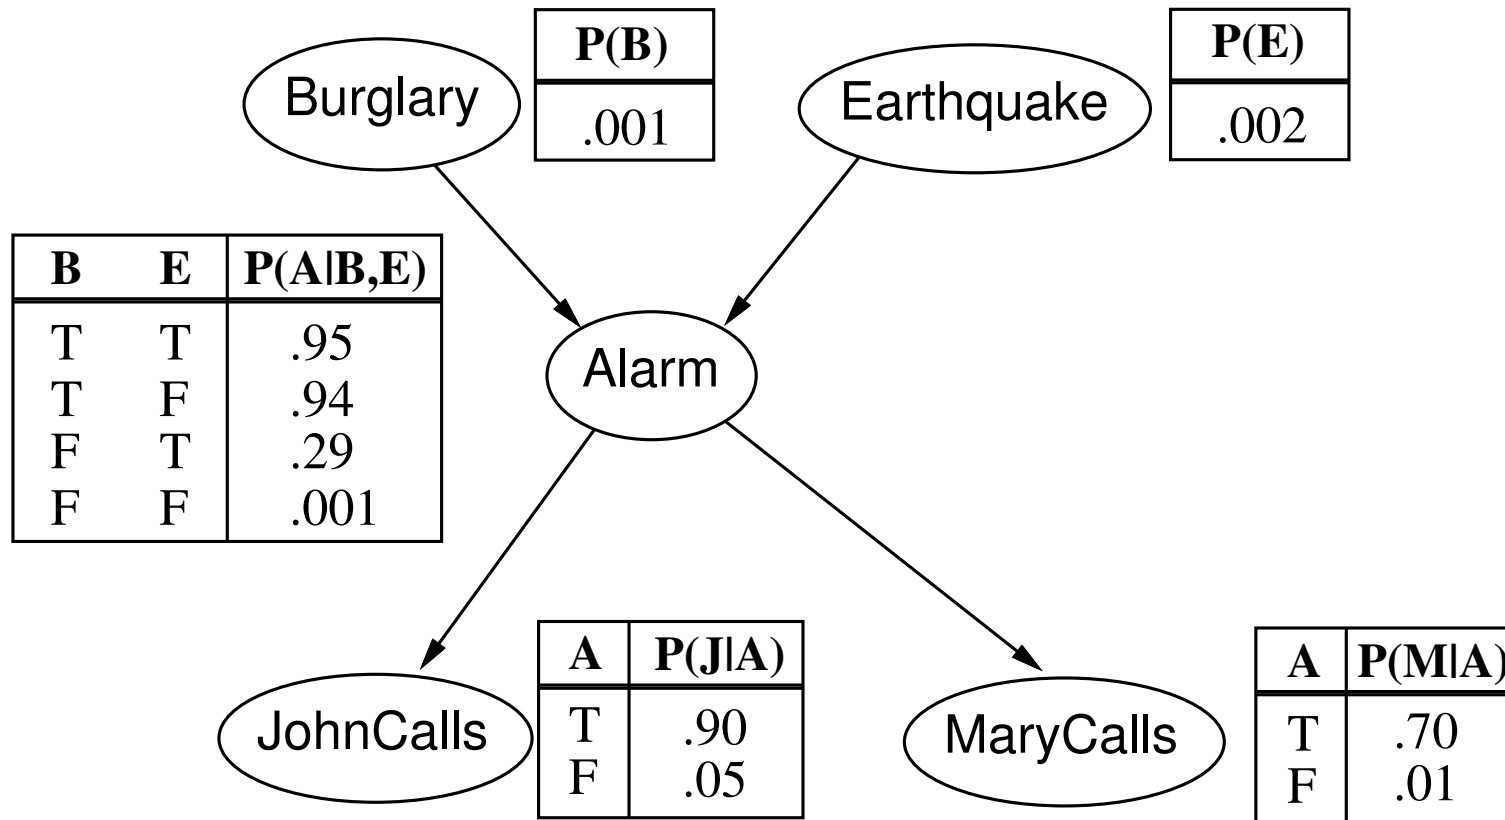 Burglary
P(B)
.001
Earthquake
P(E)
.002
B E P(A|B,E)
T T .95
T F .94
F T .29
F F .001
Alarm
JohnCalls
A P(J|A)
T .90
F .05
MaryCalls
A P(M|A)
T .70
F .01